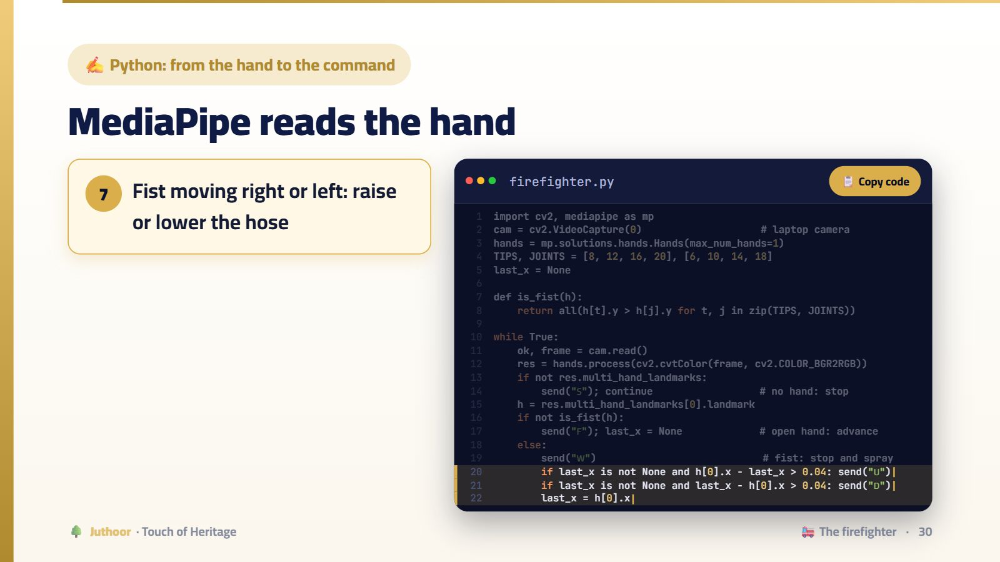 Python: from the hand to the command
MediaPipe reads the hand
7 Fist moving right or left: raise
or lower the hose
firefighter.py
Copy code
1 import cv2, mediapipe as mp
2 cam = cv2.VideoCapture(0) # laptop camera
3 hands = mp.solutions.hands.Hands(max_num_hands=1)
4 TIPS, JOINTS = [8, 12, 16, 20], [6, 10, 14, 18]
5 last_x = None
6
7 def is_fist(h):
8     return all(h[t].y > h[j].y for t, j in zip(TIPS, JOINTS))
9
10 while True:
11     ok, frame = cam.read()
12     res = hands.process(cv2.cvtColor(frame, cv2.COLOR_BGR2RGB))
13     if not res.multi_hand_landmarks:
14         send("S"); continue # no hand: stop
15     h = res.multi_hand_landmarks[0].landmark
16     if not is_fist(h):
17         send("F"); last_x = None # open hand: advance
18     else:
19         send("W") # fist: stop and spray
20         if last_x is not None and h[0].x - last_x > 0.04: send("U")
21         if last_x is not None and last_x - h[0].x > 0.04: send("D")
22         last_x = h[0].x
Juthoor · Touch of Heritage
The firefighter · 30